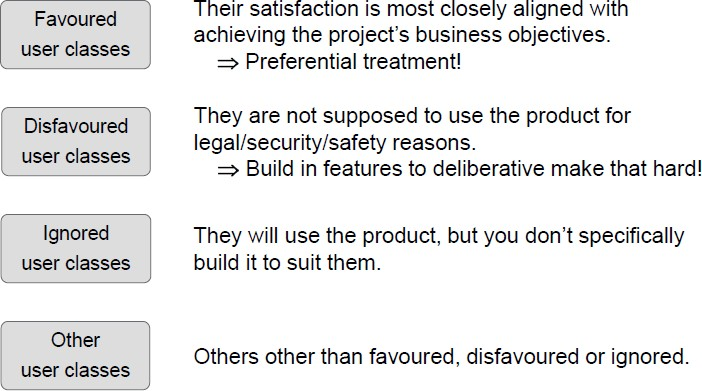 Favoured
user classes
Their satisfaction is most closely aligned with
achieving the project's business objectives.
⇒ Preferential treatment!
Disfavoured
user classes
They are not supposed to use the product for
legal/security/safety reasons.
⇒ Build in features to deliberative make that hard!
Ignored
user classes
They will use the product, but you don't specifically
build it to suit them.
Other
user classes
Others other than favoured, disfavoured or ignored.